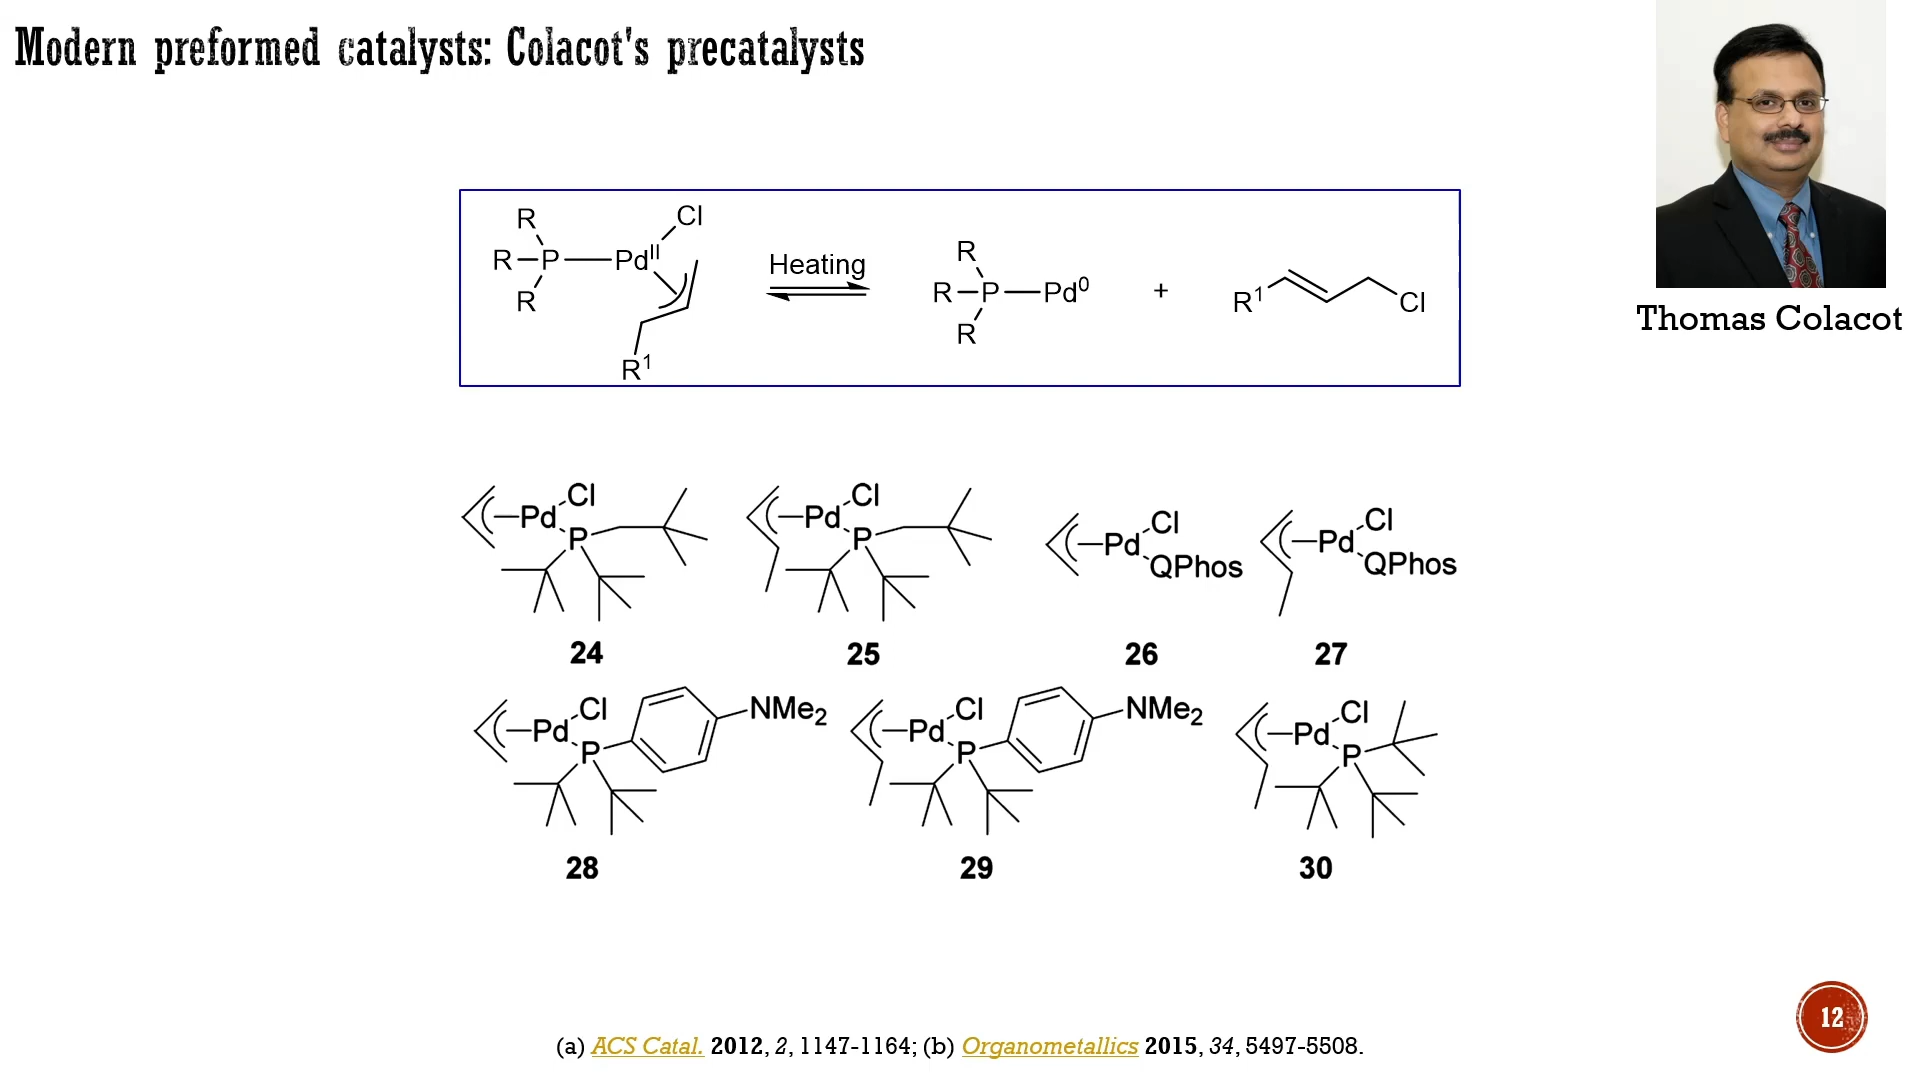 Modern preformed catalysts: Colacot's precatalysts
Thomas Colacot
R
R P Pd^II Cl
R
R^1
Heating
R
R P Pd^0
R
+
R^1 Cl
Pd Cl P
24
Pd Cl P
25
Pd Cl QPhos
26
Pd Cl QPhos
27
Pd Cl P NMe2
28
Pd Cl P NMe2
29
Pd Cl P
30
(a) ACS Catal. 2012, 2, 1147-1164; (b) Organometallics 2015, 34, 5497-5508.
12